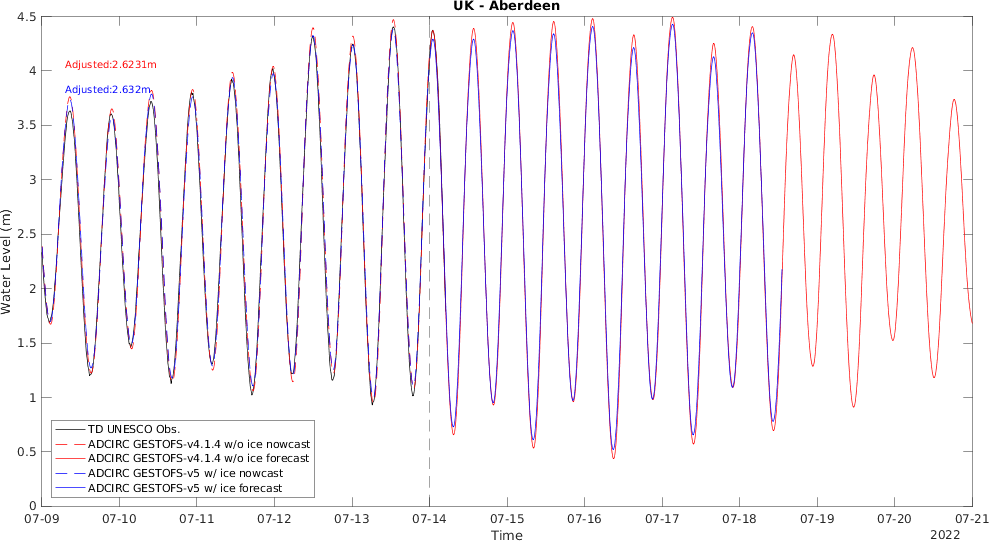 UK - Aberdeen
4.5
4
3.5
3
2.5
2
1.5
1
0.5
0
Water Level (m)
Adjusted:2.6231m
Adjusted:2.632m
TD UNESCO Obs.
ADCIRC GESTOFS-v4.1.4 w/o ice nowcast
ADCIRC GESTOFS-v4.1.4 w/o ice forecast
ADCIRC GESTOFS-v5 w/ ice nowcast
ADCIRC GESTOFS-v5 w/ ice forecast
07-09 07-10 07-11 07-12 07-13 07-14 07-15 07-16 07-17 07-18 07-19 07-20 07-21
Time
2022